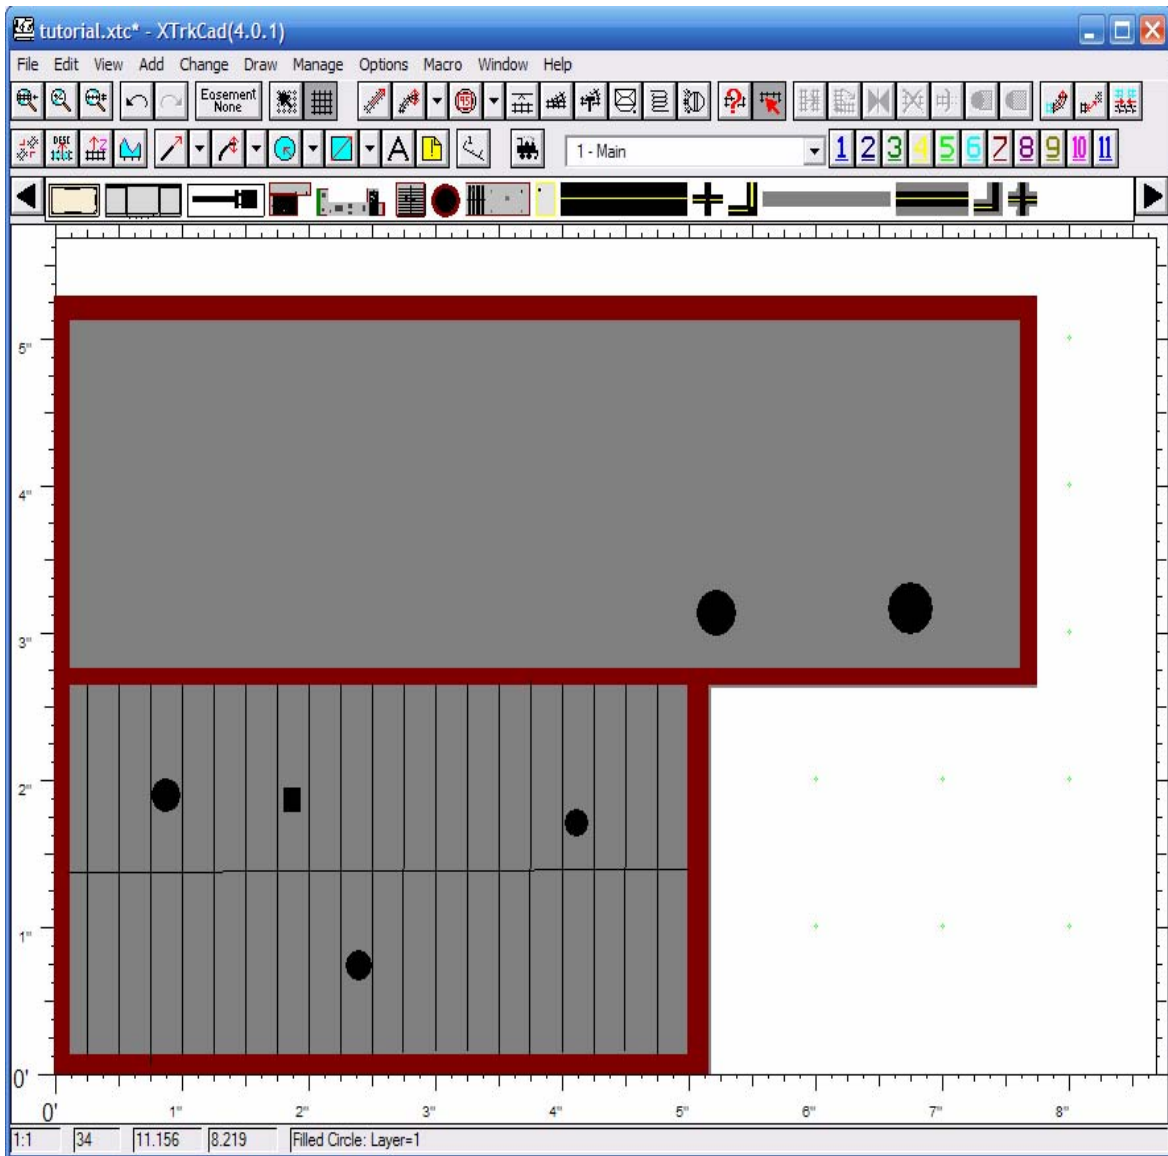 tutorial.xtc* - XTrkCad(4.0.1)
File Edit View Add Change Draw Manage Options Macro Window Help
Easement None
95
DESC
A
1 - Main
1 2 3 4 5 6 7 8 9 10 11
5"
4"
3"
2"
1"
0'
0' 1" 2" 3" 4" 5" 6" 7" 8"
1:1 34 11.156 8.219 Filled Circle: Layer=1